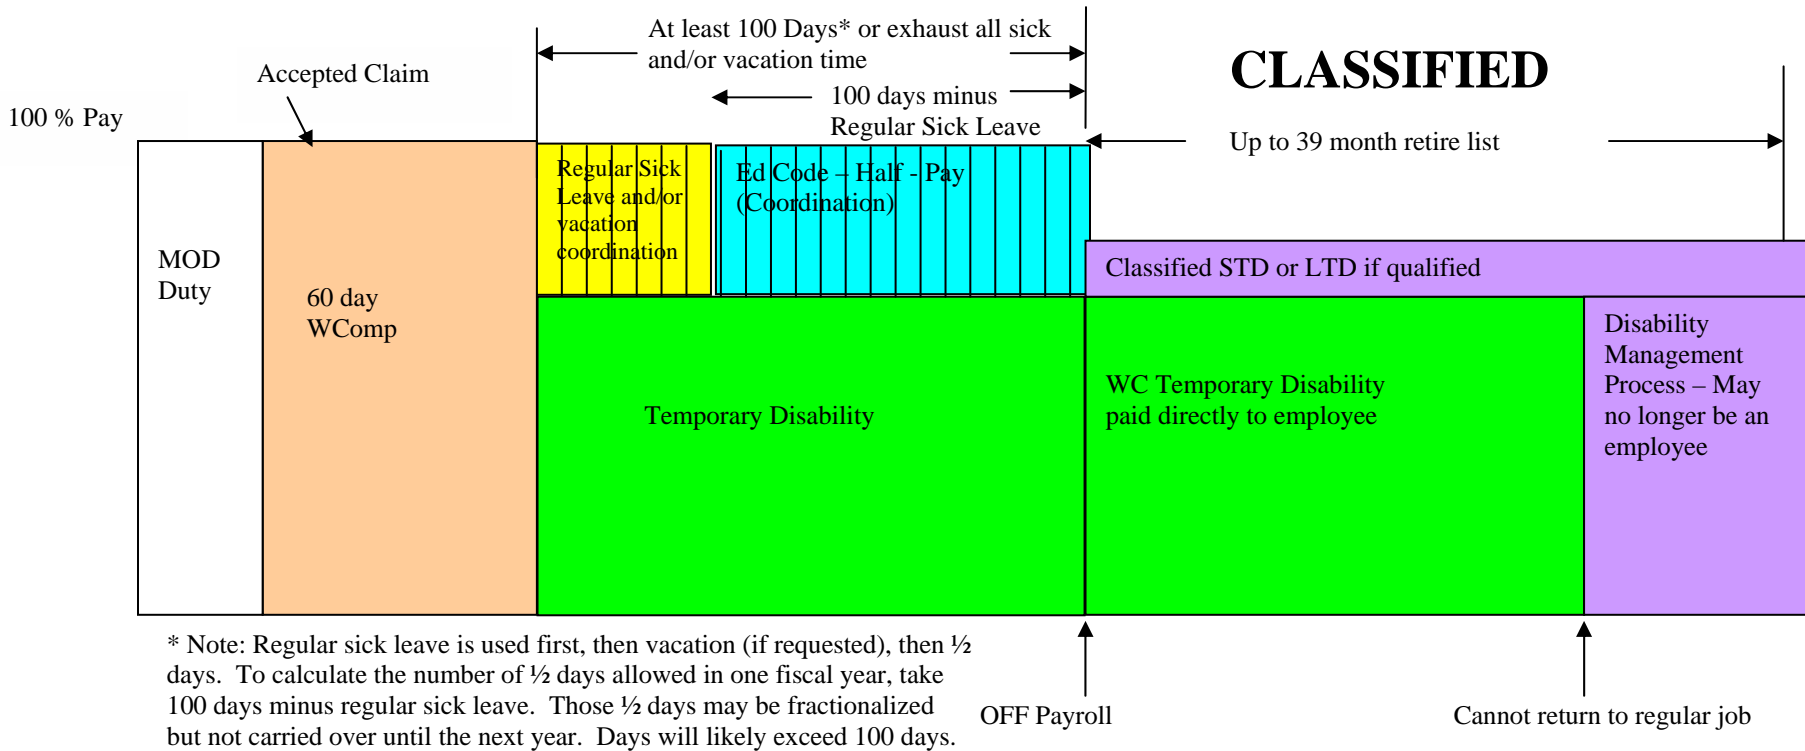 At least 100 Days* or exhaust all sick
and/or vacation time
CLASSIFIED
Accepted Claim
100 days minus
Regular Sick Leave
100 % Pay
Up to 39 month retire list
Regular Sick
Leave and/or
vacation
coordination
Ed Code – Half - Pay
(Coordination)
MOD
Duty
60 day
WComp
Classified STD or LTD if qualified
Temporary Disability
WC Temporary Disability
paid directly to employee
Disability
Management
Process – May
no longer be an
employee
* Note: Regular sick leave is used first, then vacation (if requested), then ½
days. To calculate the number of ½ days allowed in one fiscal year, take
100 days minus regular sick leave. Those ½ days may be fractionalized
but not carried over until the next year. Days will likely exceed 100 days.
OFF Payroll
Cannot return to regular job